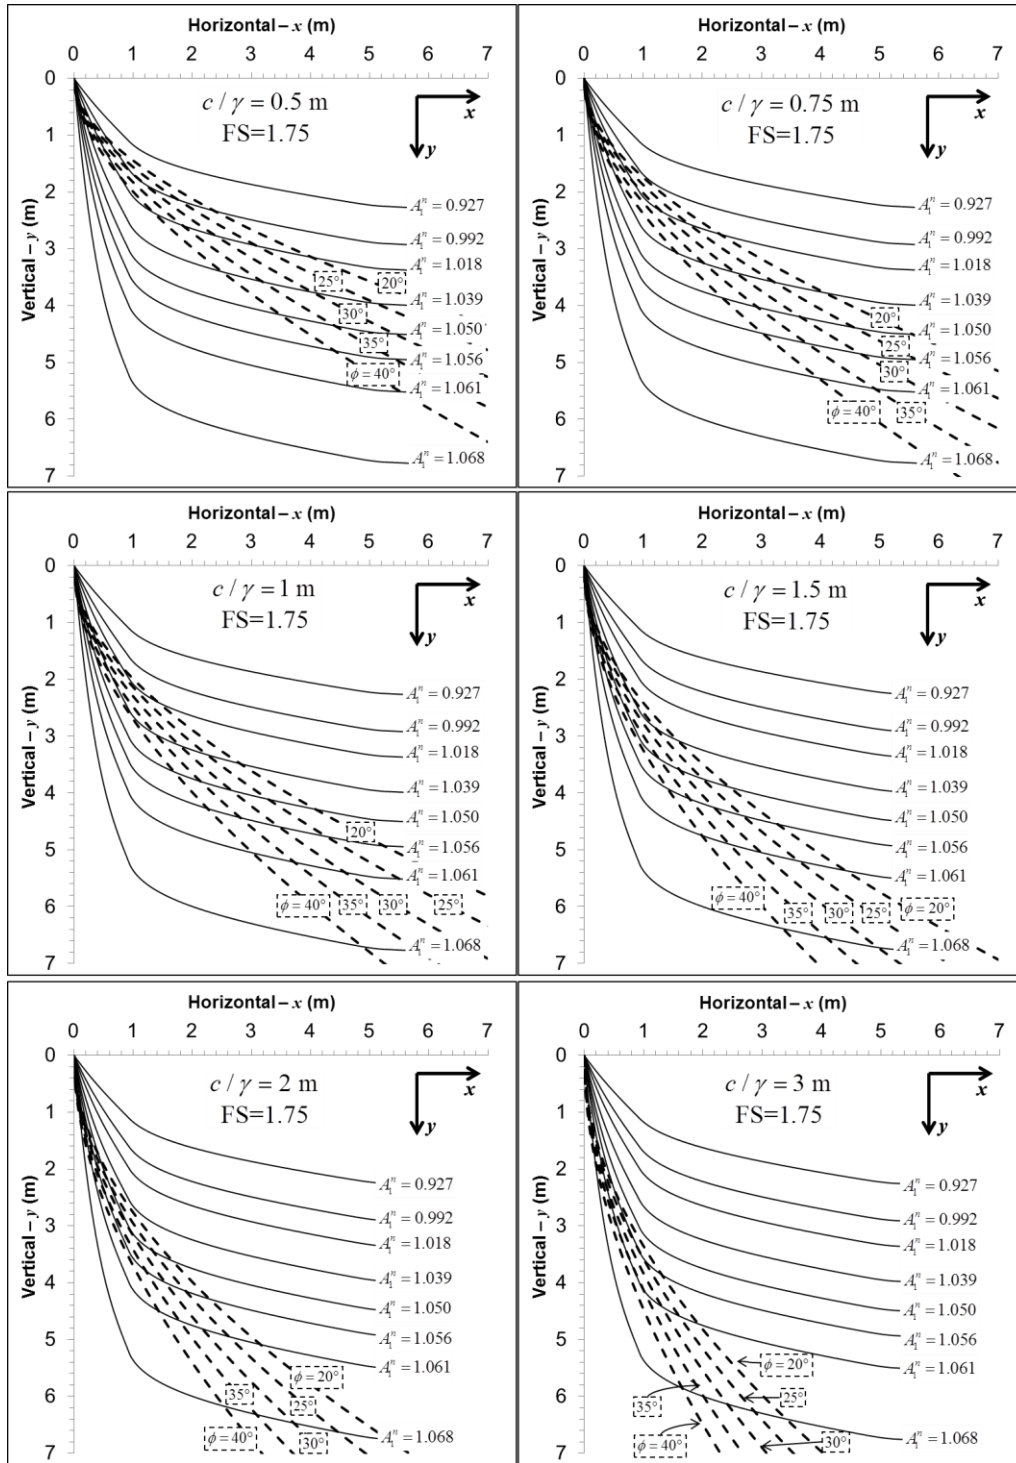 Horizontal – x (m)
0 1 2 3 4 5 6 7
Vertical – y (m)
0
1
2
3
4
5
6
7
c / γ = 0.5 m
FS=1.75
x
y
A₁ⁿ = 0.927
A₁ⁿ = 0.992
A₁ⁿ = 1.018
A₁ⁿ = 1.039
A₁ⁿ = 1.050
A₁ⁿ = 1.056
A₁ⁿ = 1.061
A₁ⁿ = 1.068
20°
25°
30°
35°
ϕ = 40°
Horizontal – x (m)
0 1 2 3 4 5 6 7
Vertical – y (m)
0
1
2
3
4
5
6
7
c / γ = 0.75 m
FS=1.75
x
y
A₁ⁿ = 0.927
A₁ⁿ = 0.992
A₁ⁿ = 1.018
A₁ⁿ = 1.039
A₁ⁿ = 1.050
A₁ⁿ = 1.056
A₁ⁿ = 1.061
A₁ⁿ = 1.068
20°
25°
30°
35°
ϕ = 40°
Horizontal – x (m)
0 1 2 3 4 5 6 7
Vertical – y (m)
0
1
2
3
4
5
6
7
c / γ = 1 m
FS=1.75
x
y
A₁ⁿ = 0.927
A₁ⁿ = 0.992
A₁ⁿ = 1.018
A₁ⁿ = 1.039
A₁ⁿ = 1.050
A₁ⁿ = 1.056
A₁ⁿ = 1.061
A₁ⁿ = 1.068
20°
ϕ = 40°
35°
30°
25°
Horizontal – x (m)
0 1 2 3 4 5 6 7
Vertical – y (m)
0
1
2
3
4
5
6
7
c / γ = 1.5 m
FS=1.75
x
y
A₁ⁿ = 0.927
A₁ⁿ = 0.992
A₁ⁿ = 1.018
A₁ⁿ = 1.039
A₁ⁿ = 1.050
A₁ⁿ = 1.056
A₁ⁿ = 1.061
A₁ⁿ = 1.068
ϕ = 40°
35°
30°
25°
ϕ = 20°
Horizontal – x (m)
0 1 2 3 4 5 6 7
Vertical – y (m)
0
1
2
3
4
5
6
7
c / γ = 2 m
FS=1.75
x
y
A₁ⁿ = 0.927
A₁ⁿ = 0.992
A₁ⁿ = 1.018
A₁ⁿ = 1.039
A₁ⁿ = 1.050
A₁ⁿ = 1.056
A₁ⁿ = 1.061
A₁ⁿ = 1.068
ϕ = 20°
35°
25°
ϕ = 40°
30°
Horizontal – x (m)
0 1 2 3 4 5 6 7
Vertical – y (m)
0
1
2
3
4
5
6
7
c / γ = 3 m
FS=1.75
x
y
A₁ⁿ = 0.927
A₁ⁿ = 0.992
A₁ⁿ = 1.018
A₁ⁿ = 1.039
A₁ⁿ = 1.050
A₁ⁿ = 1.056
A₁ⁿ = 1.061
A₁ⁿ = 1.068
ϕ = 20°
25°
35°
ϕ = 40°
30°